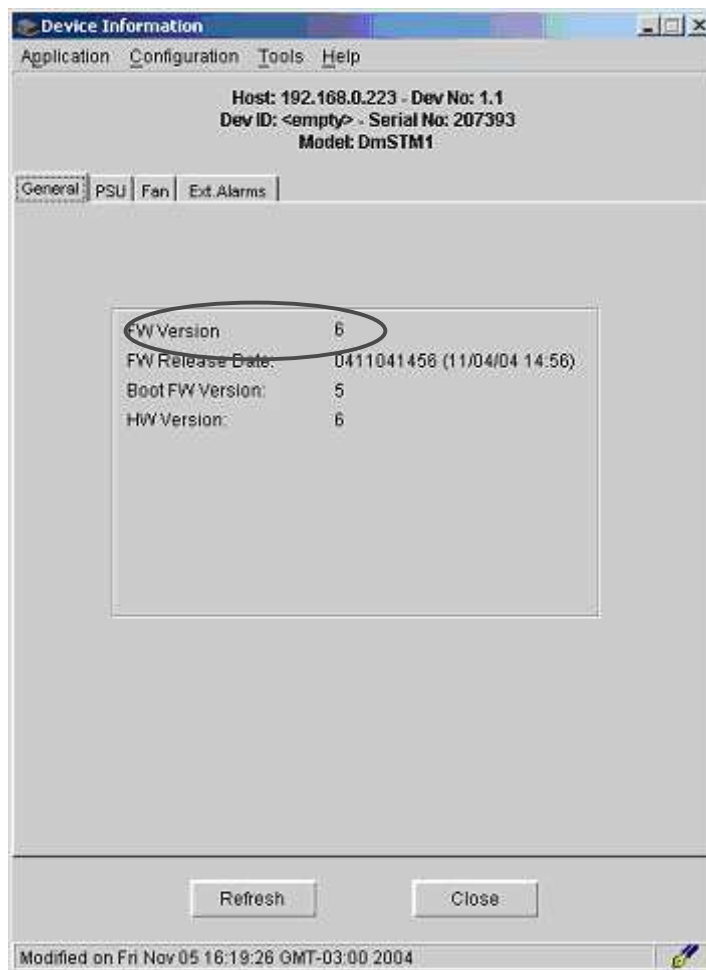 Device Information
Application Configuration Tools Help
Host: 192.168.0.223 - Dev No: 1.1
Dev ID: <empty> - Serial No: 207393
Model: DmSTM1
General PSU Fan Ext.Alarms
FW Version 6
FW Release Date: 0411041456 (11/04/04 14:56)
Boot FW Version: 5
HW Version: 6
Refresh Close
Modified on Fri Nov 05 16:19:26 GMT-03:00 2004